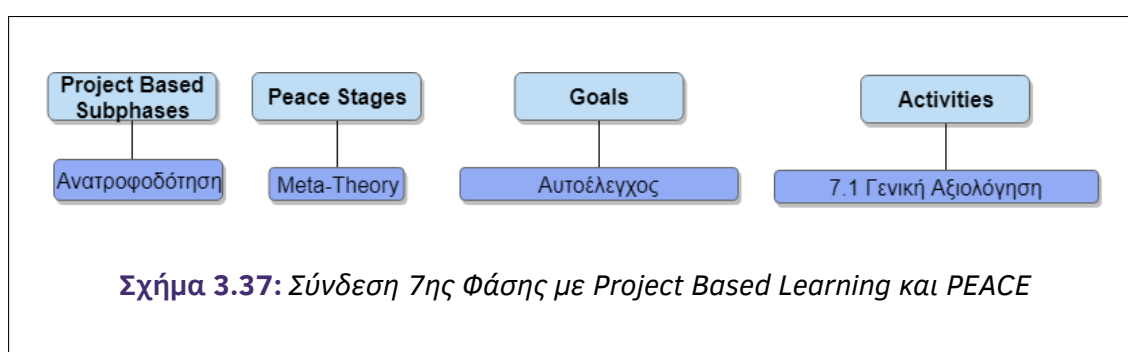 Project Based
Subphases
Peace Stages
Goals
Activities
Ανατροφοδότηση
Meta-Theory
Αυτοέλεγχος
7.1 Γενική Αξιολόγηση
Σχήμα 3.37: Σύνδεση 7ης Φάσης με Project Based Learning και PEACE